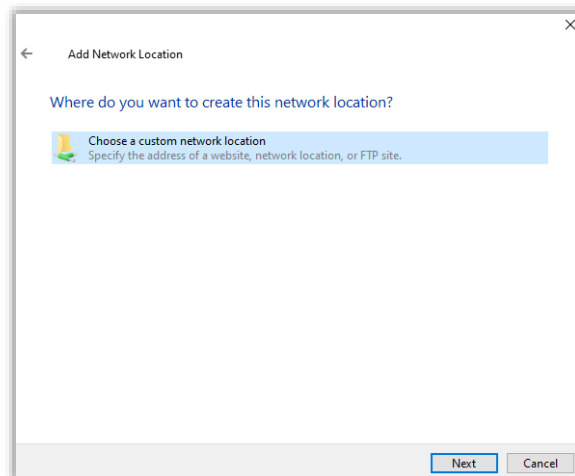 Add Network Location
Where do you want to create this network location?
Choose a custom network location
Specify the address of a website, network location, or FTP site.
Next Cancel